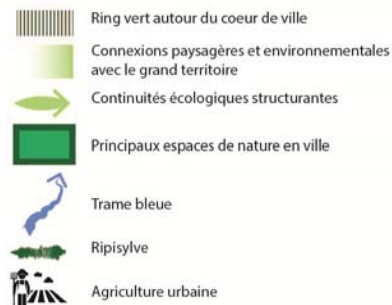 Ring vert autour du coeur de ville
Connexions paysagères et environnementales
avec le grand territoire
Continuités écologiques structurantes
Principaux espaces de nature en ville
Trame bleue
Ripisylve
Agriculture urbaine